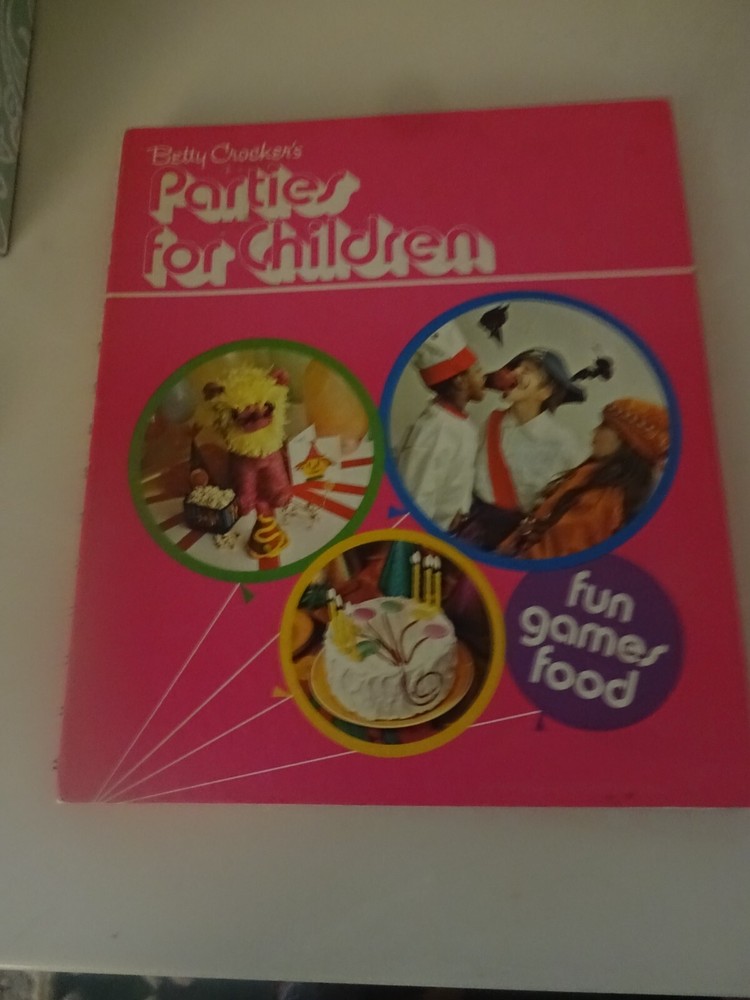 Betty Crocker's
Parties
for Children
fun
games
food